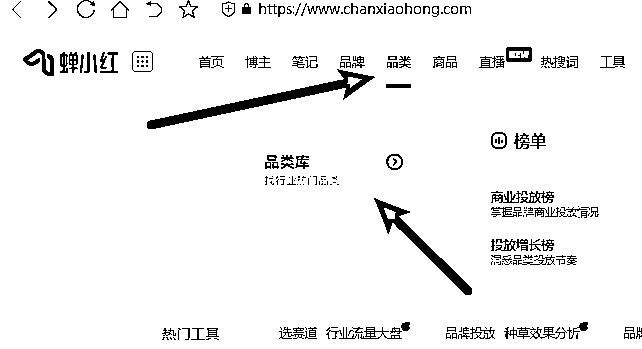 https://www.chanxiaohong.com
蝉小红 首页 博主 笔记 品牌 品类 商品 直播 热搜词 工具
品类库
找行业热门品类
榜单
商业投放榜
掌握品牌商业投放情况
投放增长榜
洞悉品类投放节奏
热门工具 选赛道 行业流量大盘 品牌投放 种草效果分析 品牌